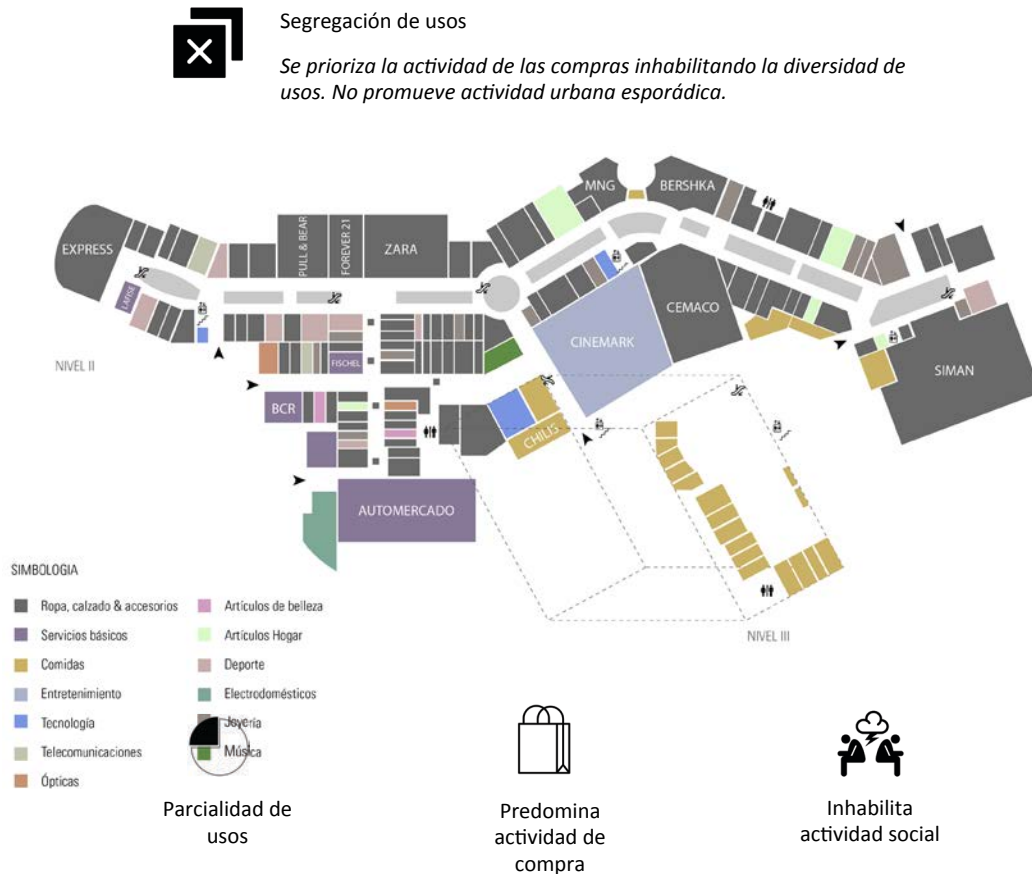 Segregación de usos
Se prioriza la actividad de las compras inhabilitando la diversidad de
usos. No promueve actividad urbana esporádica.
MNG
BERSHKA
EXPRESS
PULL & BEAR
FOREVER 21
ZARA
LAFISE
CEMACO
CINEMARK
FISCHEL
SIMAN
NIVEL II
BCR
CHILIS
AUTOMERCADO
NIVEL III
SIMBOLOGIA
Ropa, calzado & accesorios
Servicios básicos
Comidas
Entretenimiento
Tecnología
Telecomunicaciones
Ópticas
Artículos de belleza
Artículos Hogar
Deporte
Electrodomésticos
Joyería
Música
Parcialidad de
usos
Predomina
actividad de
compra
Inhabilita
actividad social